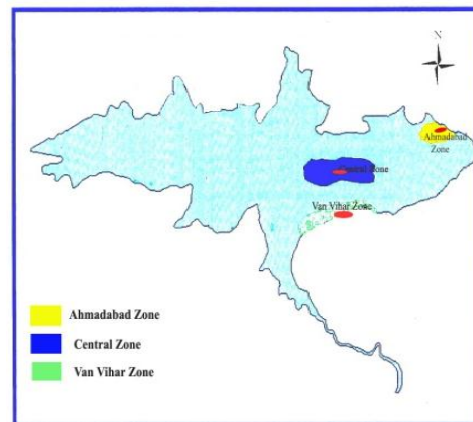 N
Ahmadabad
Zone
Central Zone
Van Vihar Zone
Ahmadabad Zone
Central Zone
Van Vihar Zone